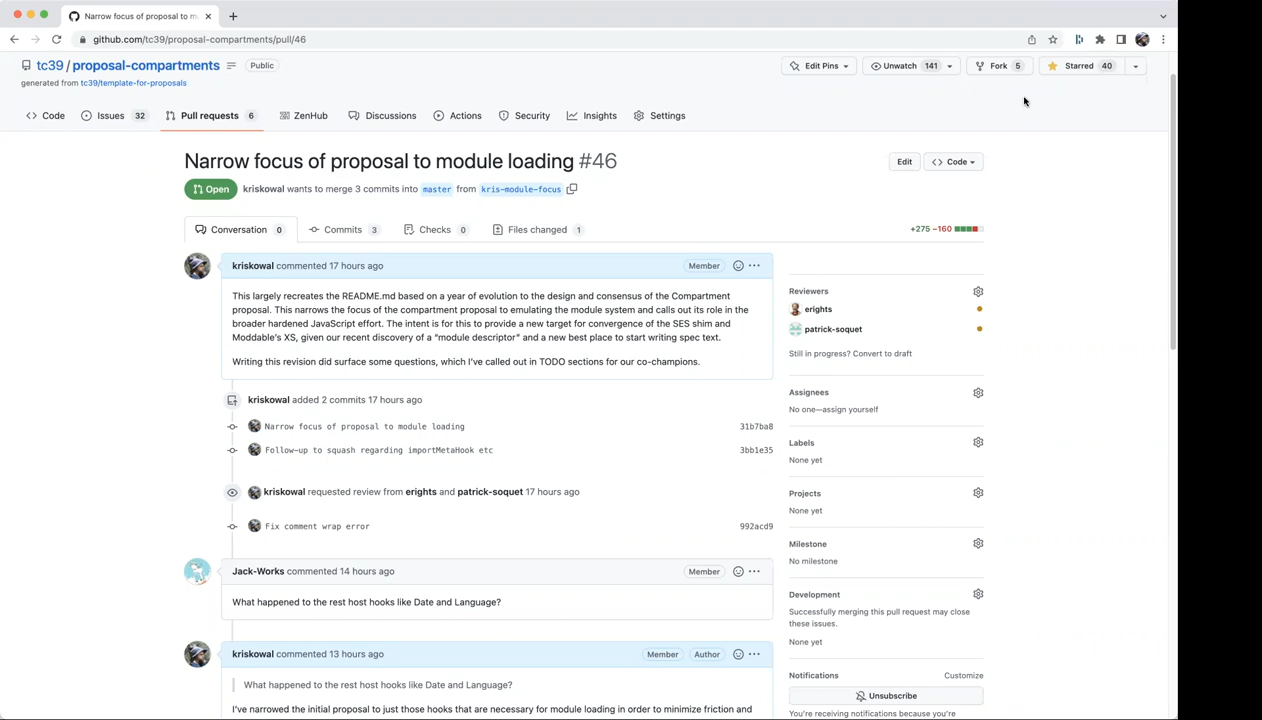 Narrow focus of proposal to m
github.com/tc39/proposal-compartments/pull/46
tc39 / proposal-compartments Public
Edit Pins Unwatch 141 Fork 5 Starred 40
generated from tc39/template-for-proposals
Code Issues 32 Pull requests 6 ZenHub Discussions Actions Security Insights Settings
Narrow focus of proposal to module loading #46
Edit Code
Open kriskowal wants to merge 3 commits into master from kris-module-focus
Conversation 0 Commits 3 Checks 0 Files changed 1
+275 −160
kriskowal commented 17 hours ago Member
This largely recreates the README.md based on a year of evolution to the design and consensus of the Compartment
proposal. This narrows the focus of the compartment proposal to emulating the module system and calls out its role in the
broader hardened JavaScript effort. The intent is for this to provide a new target for convergence of the SES shim and
Moddable's XS, given our recent discovery of a “module descriptor” and a new best place to start writing spec text.
Writing this revision did surface some questions, which I've called out in TODO sections for our co-champions.
kriskowal added 2 commits 17 hours ago
Narrow focus of proposal to module loading 31b7ba8
Follow-up to squash regarding importMetaHook etc 3bb1e35
kriskowal requested review from erights and patrick-soquet 17 hours ago
Fix comment wrap error 992acd9
Jack-Works commented 14 hours ago Member
What happened to the rest host hooks like Date and Language?
kriskowal commented 13 hours ago Member Author
What happened to the rest host hooks like Date and Language?
I've narrowed the initial proposal to just those hooks that are necessary for module loading in order to minimize friction and
Reviewers
erights
patrick-soquet
Still in progress? Convert to draft
Assignees
No one—assign yourself
Labels
None yet
Projects
None yet
Milestone
No milestone
Development
Successfully merging this pull request may close
these issues.
None yet
Notifications Customize
Unsubscribe
You're receiving notifications because you're